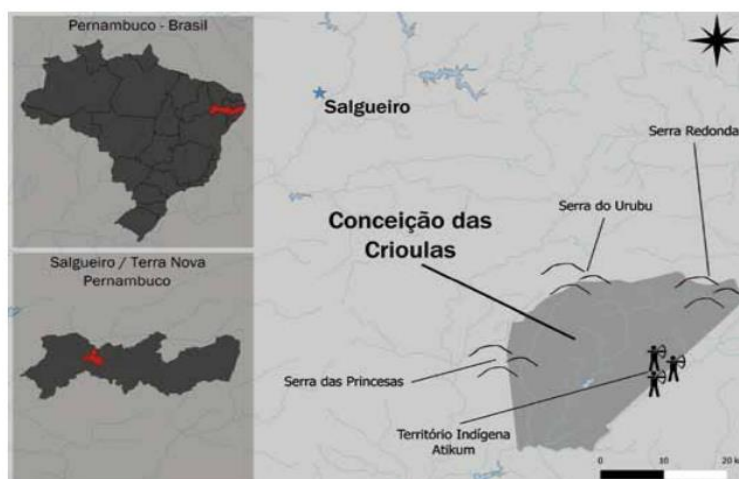 Pernambuco - Brasil
Salgueiro / Terra Nova
Pernambuco
Salgueiro
Serra Redonda
Serra do Urubu
Conceição das
Crioulas
Serra das Princesas
Território Indígena
Atikum
0 10 20 k